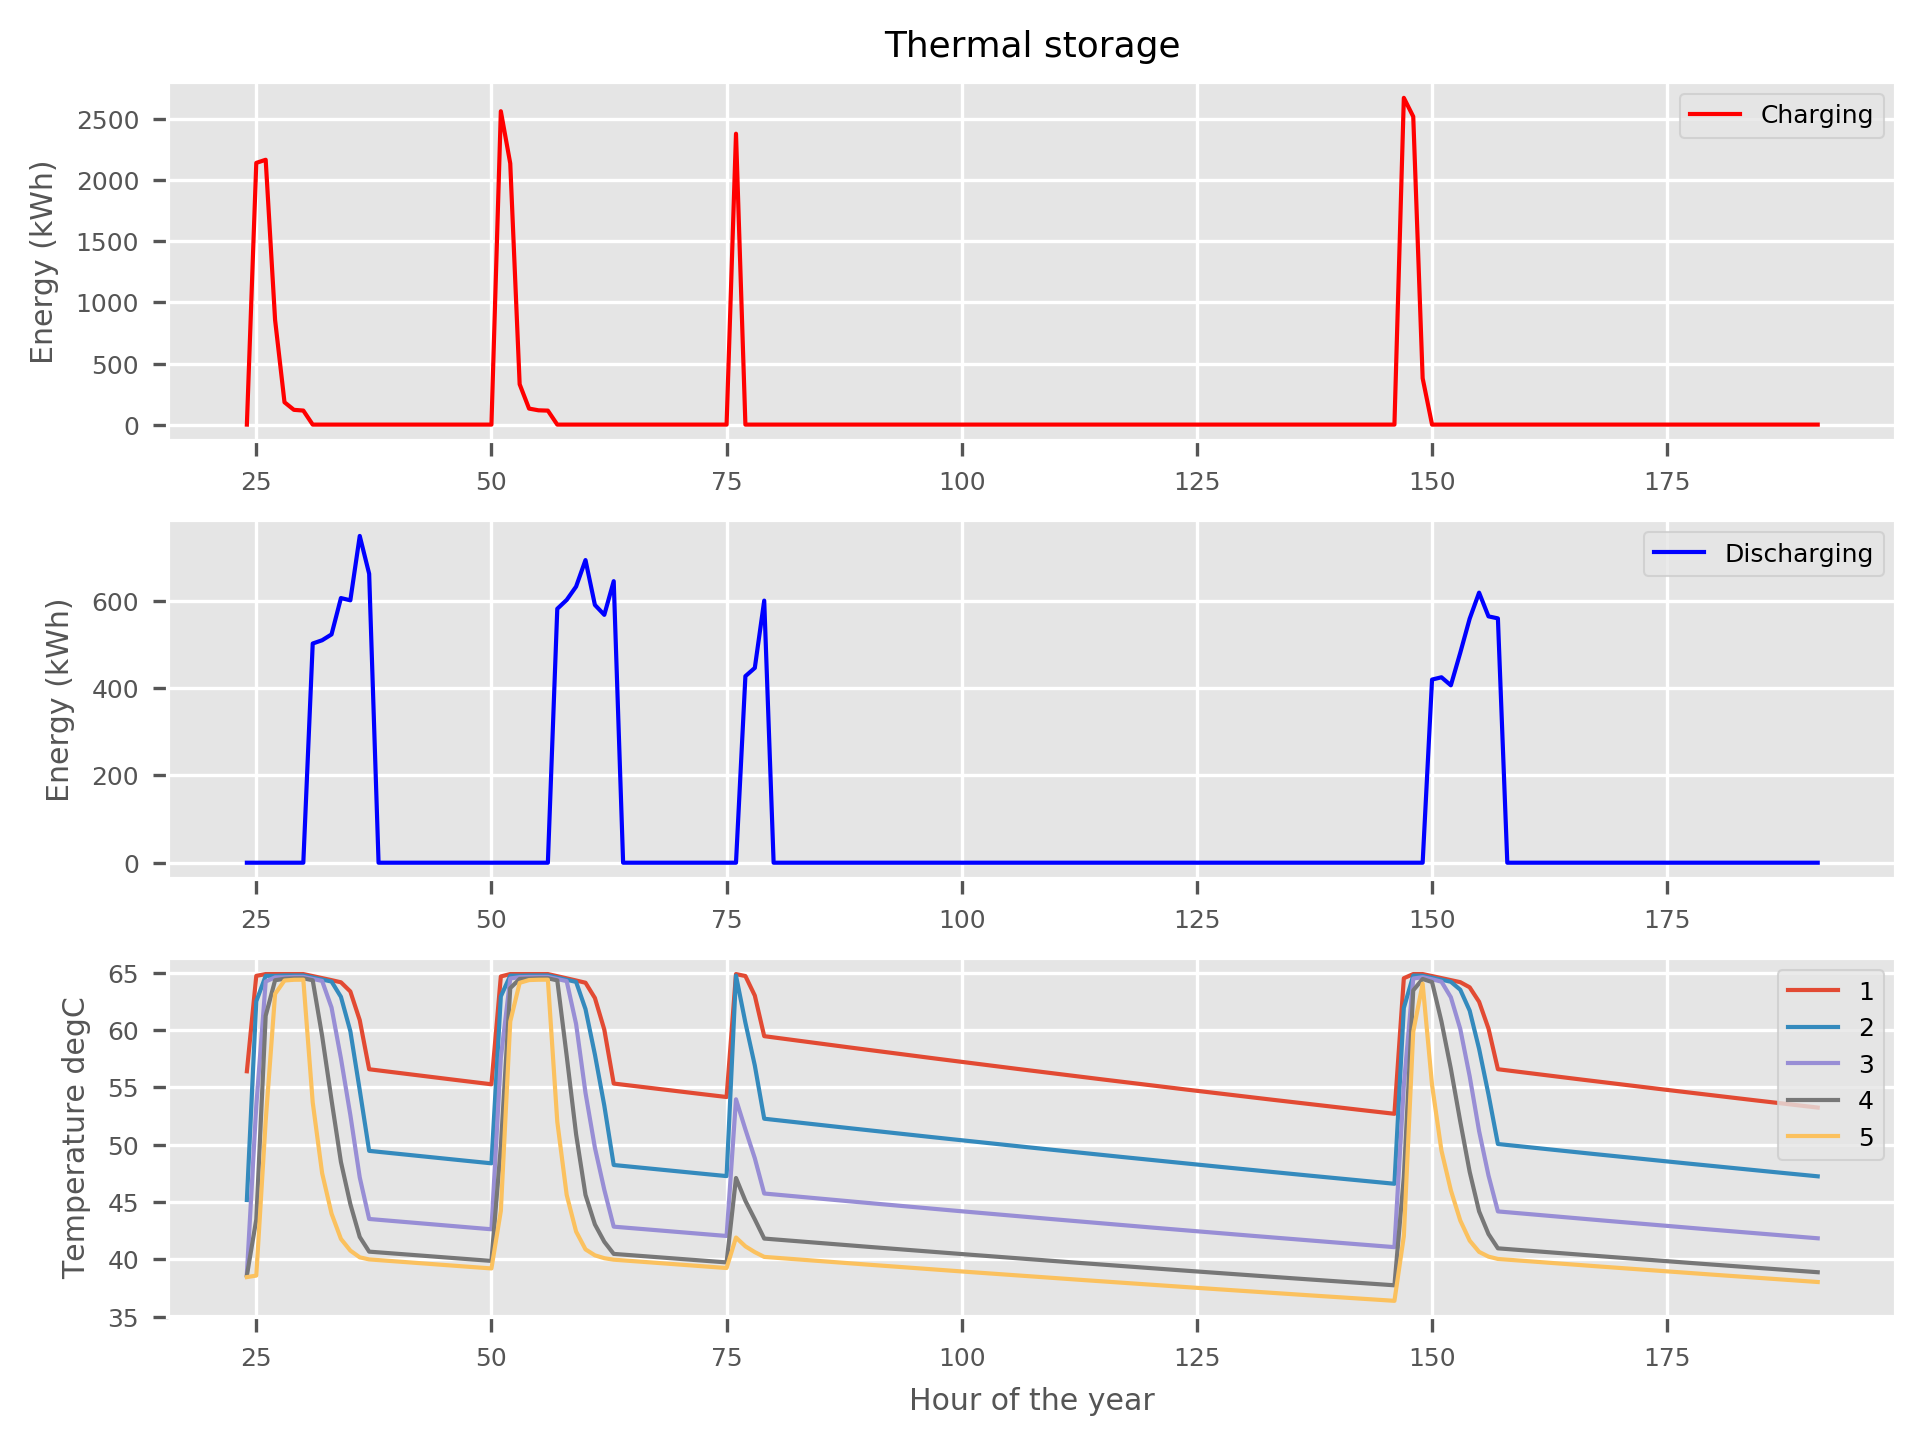 Thermal storage
Energy (kWh)
2500
2000
1500
1000
500
0
Charging
25 50 75 100 125 150 175
Energy (kWh)
600
400
200
0
Discharging
25 50 75 100 125 150 175
Temperature degC
65
60
55
50
45
40
35
1
2
3
4
5
25 50 75 100 125 150 175
Hour of the year